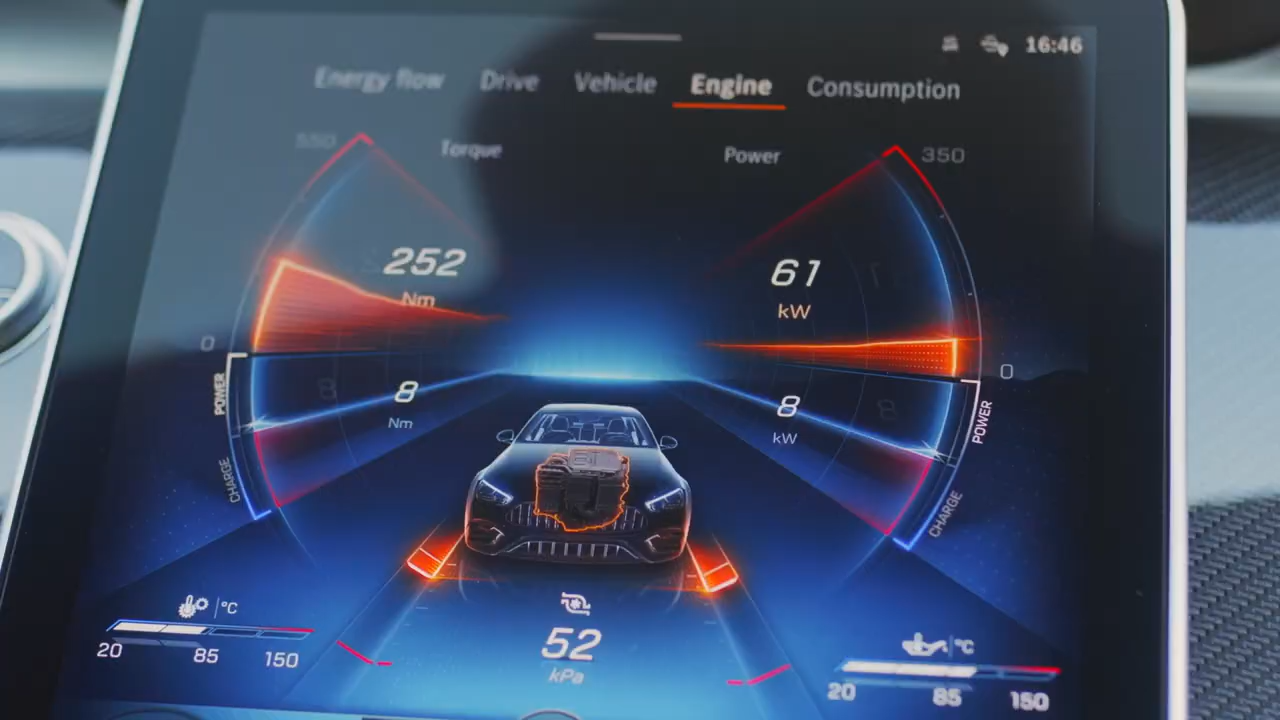 16:46
Energy flow Drive Vehicle Engine Consumption
550 Torque Power 350
252 61
Nm kW
0 0
8 8
Nm kW
POWER POWER
CHARGE CHARGE
°C
20 85 150
52
kPa
°C
20 85 150